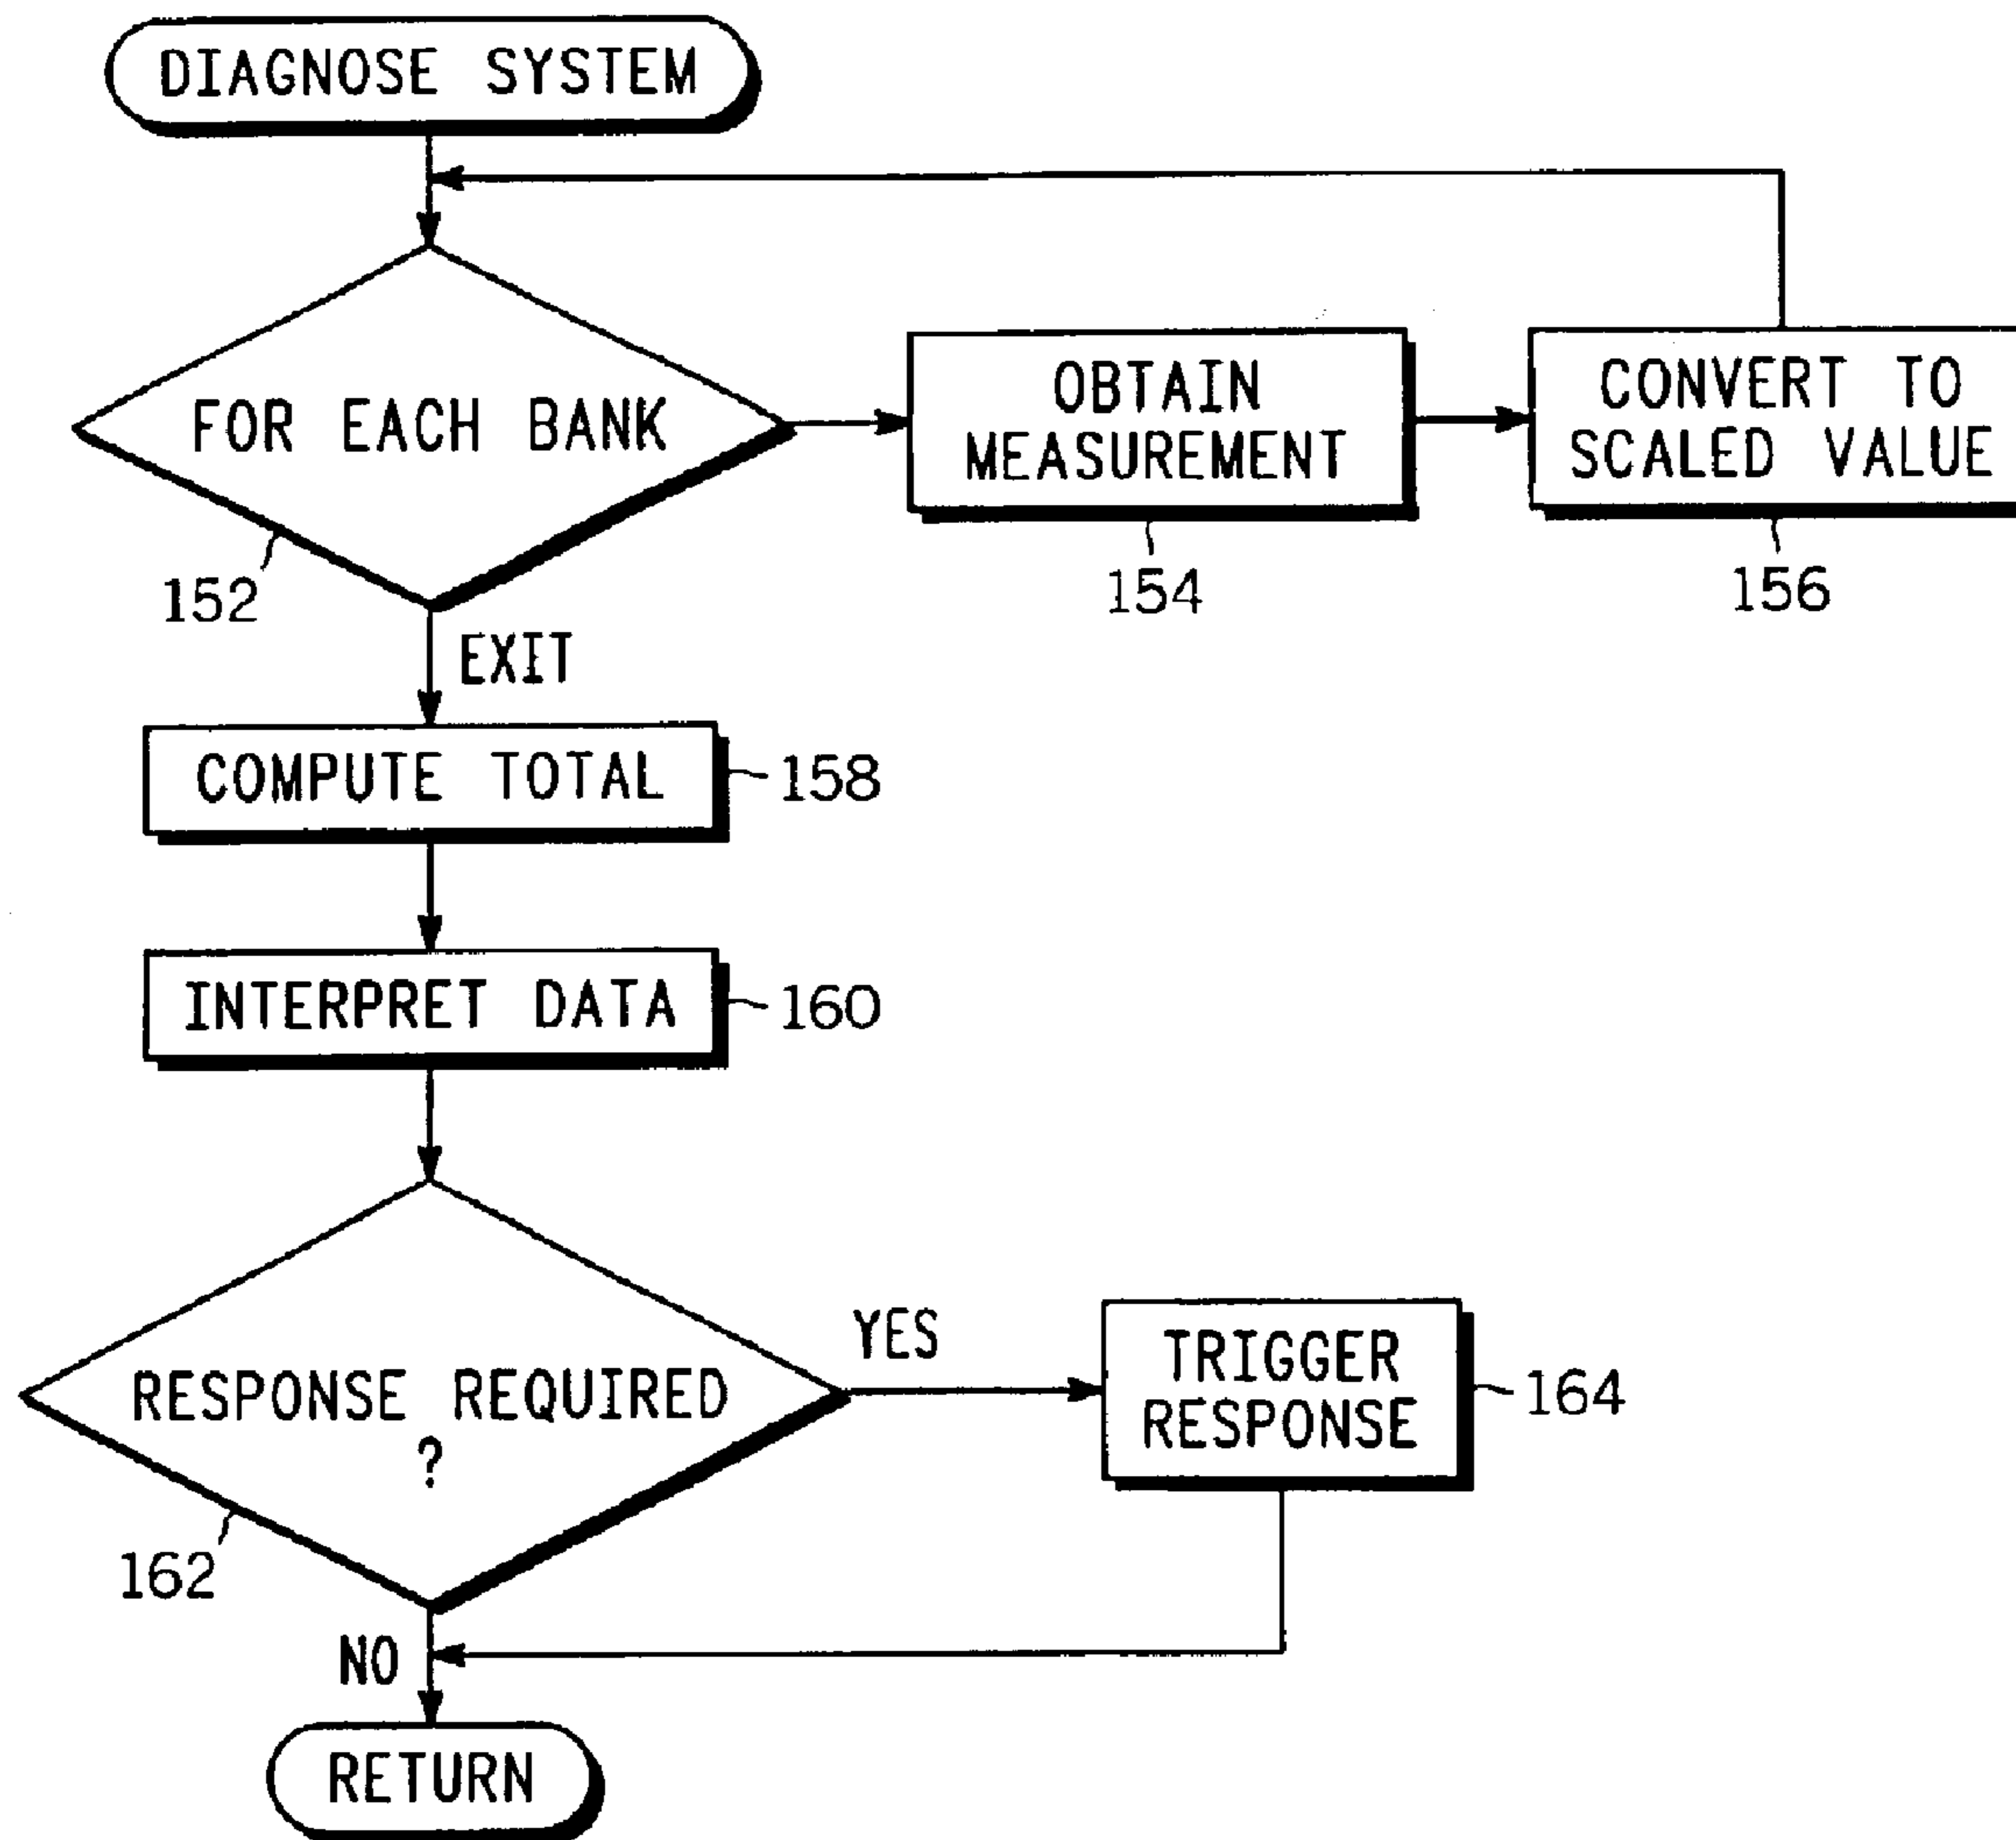 DIAGNOSE SYSTEM
FOR EACH BANK
152
OBTAIN
MEASUREMENT
154
CONVERT TO
SCALED VALUE
156
EXIT
COMPUTE TOTAL
158
INTERPRET DATA
160
RESPONSE REQUIRED
?
162
YES
TRIGGER
RESPONSE
164
NO
RETURN